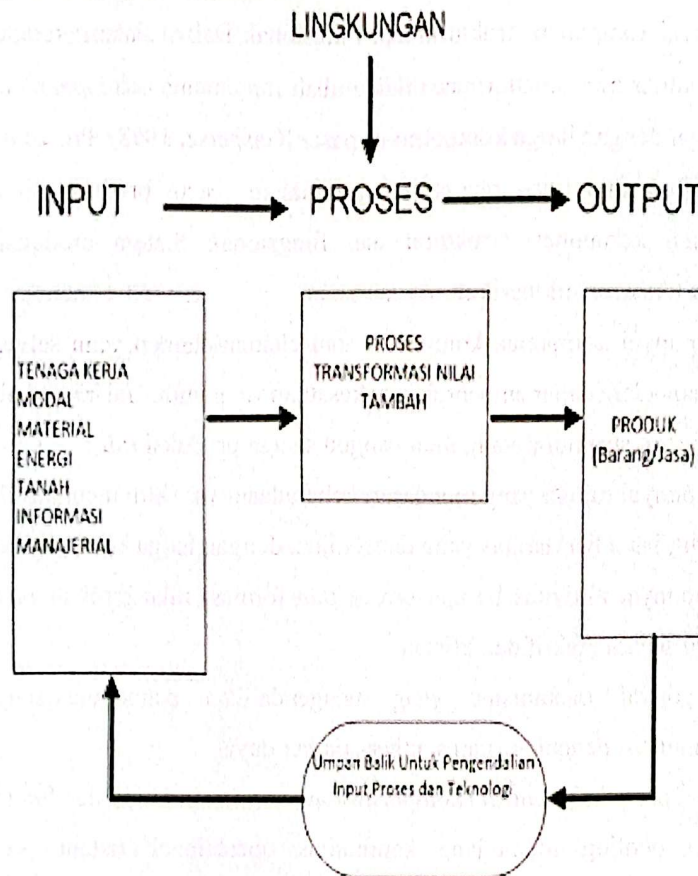 LINGKUNGAN
INPUT PROSES OUTPUT
TENAGA KERJA
MODAL
MATERIAL
ENERGI
TANAH
INFORMASI
MANAJERIAL
PROSES
TRANSFORMASI NILAI
TAMBAH
PRODUK
(Barang/Jasa)
Umpan Balik Untuk Pengendalian
Input,Proses dan Teknologi